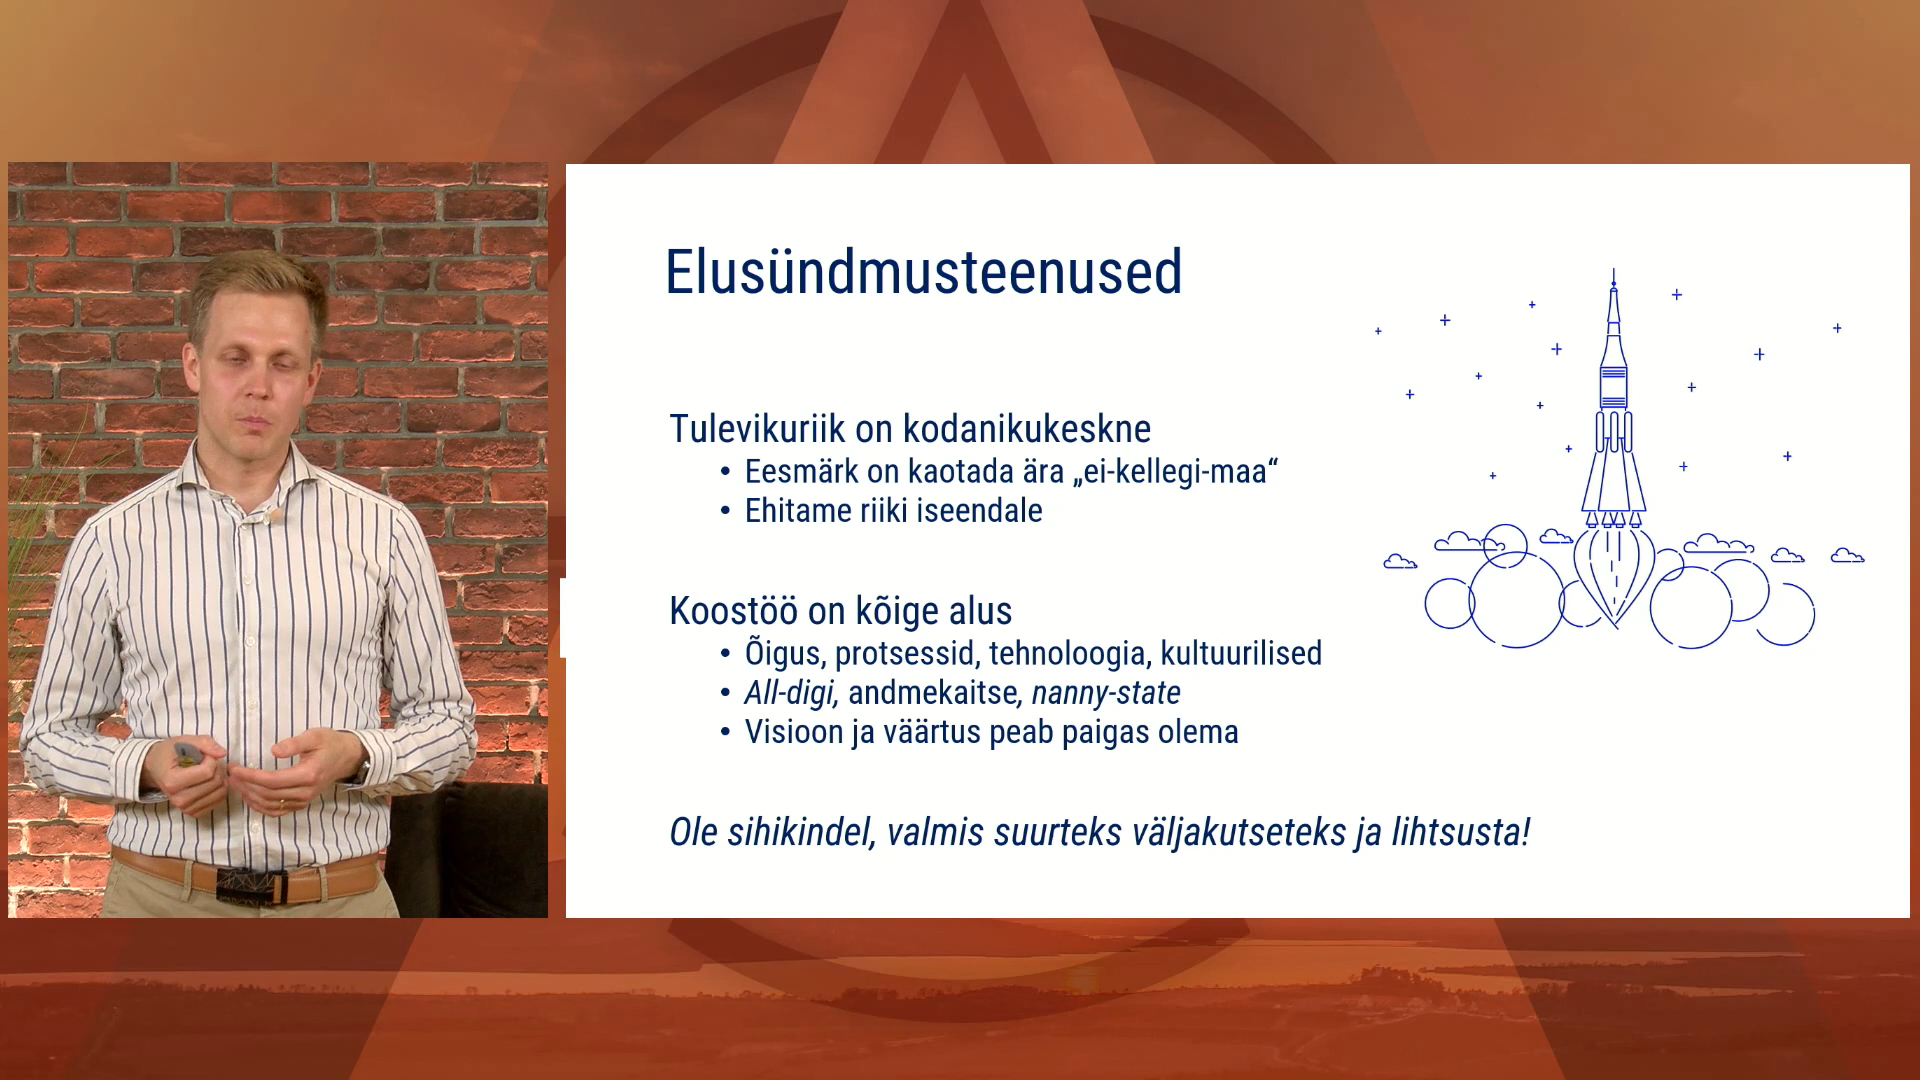 Elusündmusteenused
Tulevikuriik on kodanikukeskne
• Eesmärk on kaotada ära „ei-kellegi-maa“
• Ehitame riiki iseendale
Koostöö on kõige alus
• Õigus, protsessid, tehnoloogia, kultuurilised
• All-digi, andmekaitse, nanny-state
• Visioon ja väärtus peab paigas olema
Ole sihikindel, valmis suurteks väljakutseteks ja lihtsusta!